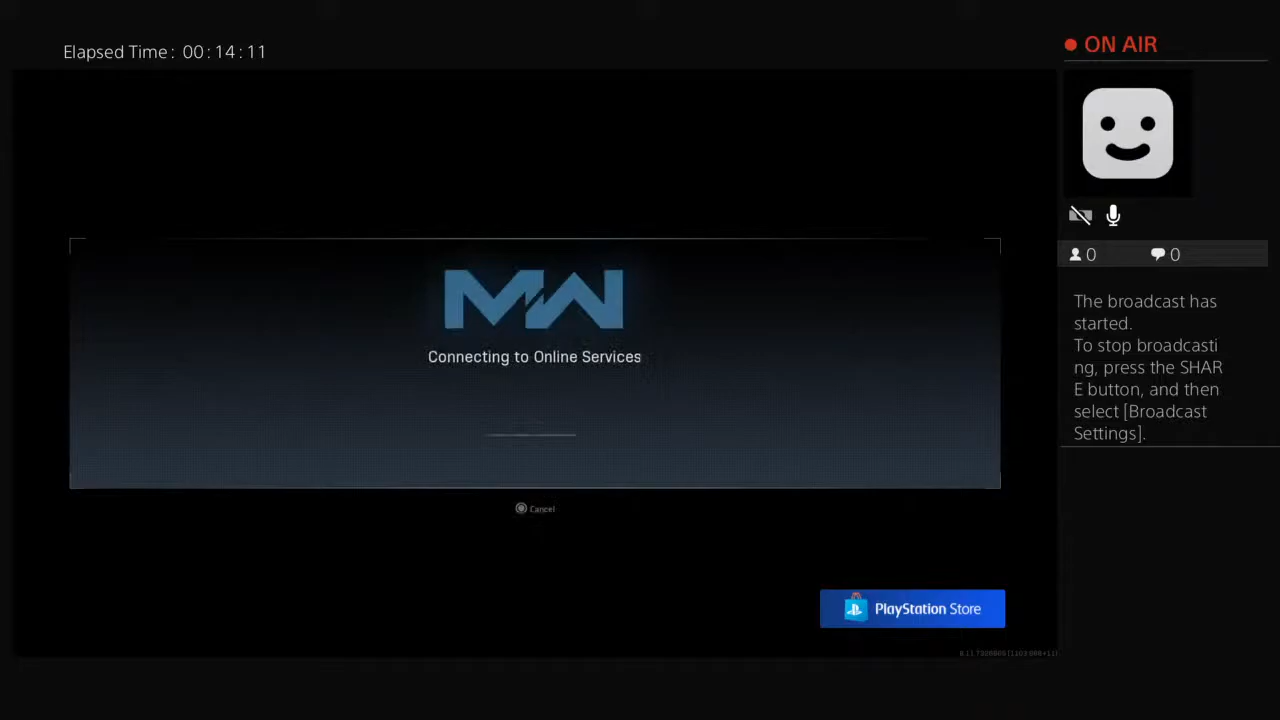 Elapsed Time: 00:14:11
ON AIR
0 0
The broadcast has
started.
To stop broadcasti
ng, press the SHAR
E button, and then
select [Broadcast
Settings].
MW
Connecting to Online Services
Cancel
PlayStation Store